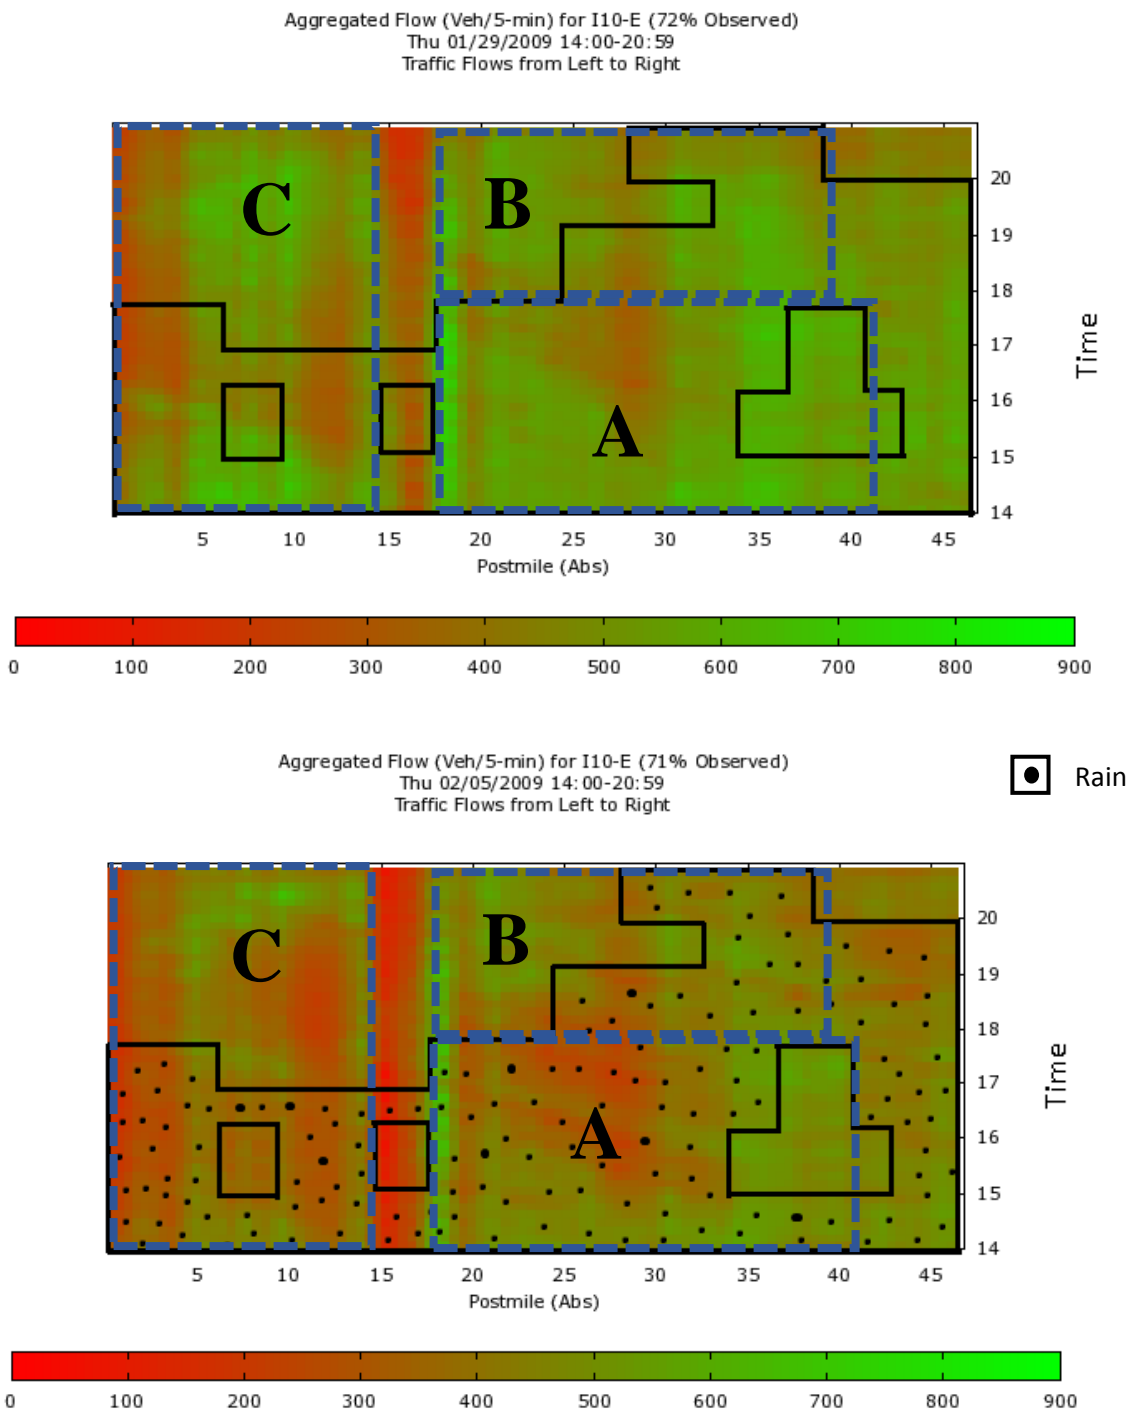 Aggregated Flow (Veh/5-min) for I10-E (72% Observed)
Thu 01/29/2009 14:00-20:59
Traffic Flows from Left to Right
C
B
A
20
19
18
17
16
15
14
Time
5 10 15 20 25 30 35 40 45
Postmile (Abs)
0 100 200 300 400 500 600 700 800 900
Aggregated Flow (Veh/5-min) for I10-E (71% Observed)
Thu 02/05/2009 14:00-20:59
Traffic Flows from Left to Right
Rain
C
B
A
20
19
18
17
16
15
14
Time
5 10 15 20 25 30 35 40 45
Postmile (Abs)
0 100 200 300 400 500 600 700 800 900